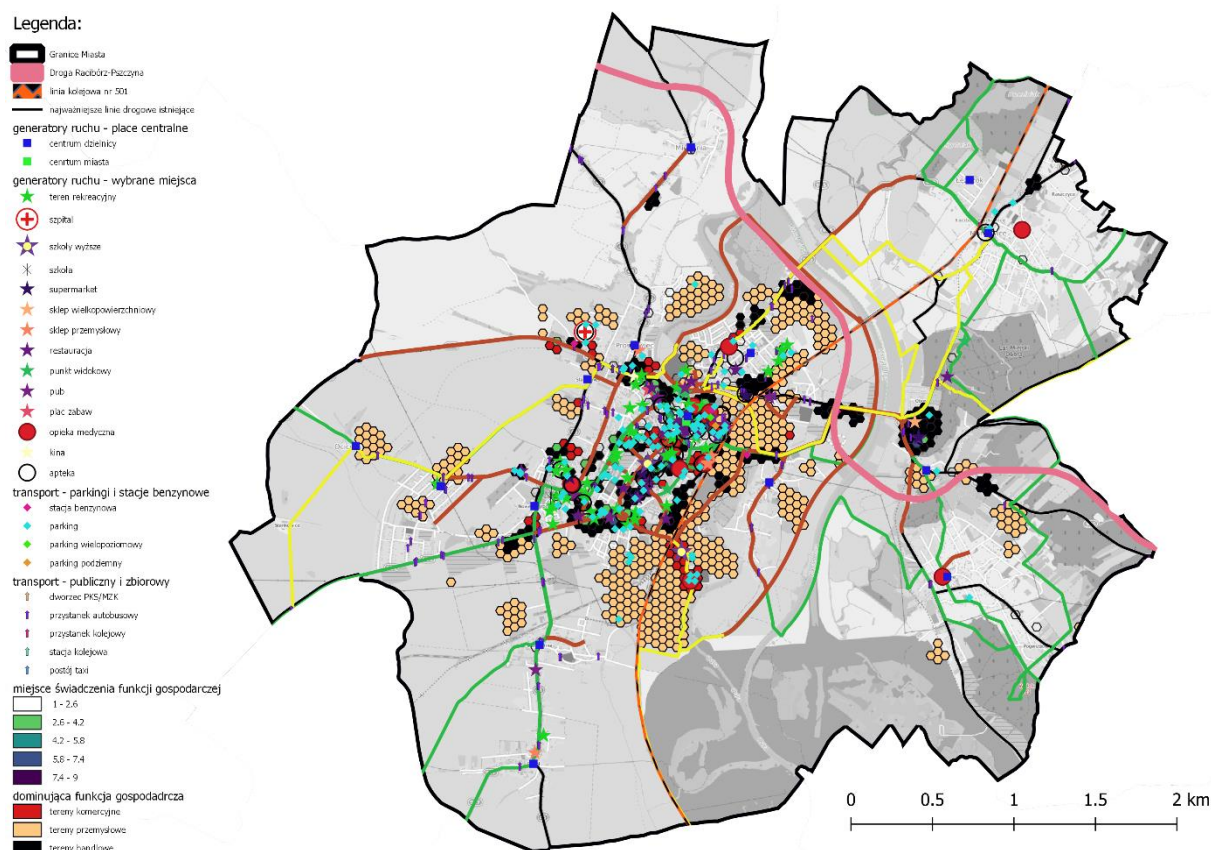 Legenda:
Granice Miasta
Droga Racibórz-Pszczyna
linia kolejowa nr 501
najważniejsze linie drogowe istniejące
generatory ruchu - place centralne
centrum dzielnicy
cenrtum miasta
generatory ruchu - wybrane miejsca
teren rekreacyjny
szpital
szkoły wyższe
szkoła
supermarket
sklep wielkopowierzchniowy
sklep przemysłowy
restauracja
punkt widokowy
pub
plac zabaw
opieka medyczna
kina
apteka
transport - parkingi i stacje benzynowe
stacja benzynowa
parking
parking wielopoziomowy
parking podziemny
transport - publiczny i zbiorowy
dworzec PKS/MZK
przystanek autobusowy
przystanek kolejowy
stacja kolejowa
postój taxi
miejsce świadczenia funkcji gospodarczej
1 - 2.6
2.6 - 4.2
4.2 - 5.8
5.8 - 7.4
7.4 - 9
dominująca funkcja gospodadrcza
tereny komercyjne
tereny przemysłowe
tereny handlowe
0 0.5 1 1.5 2 km